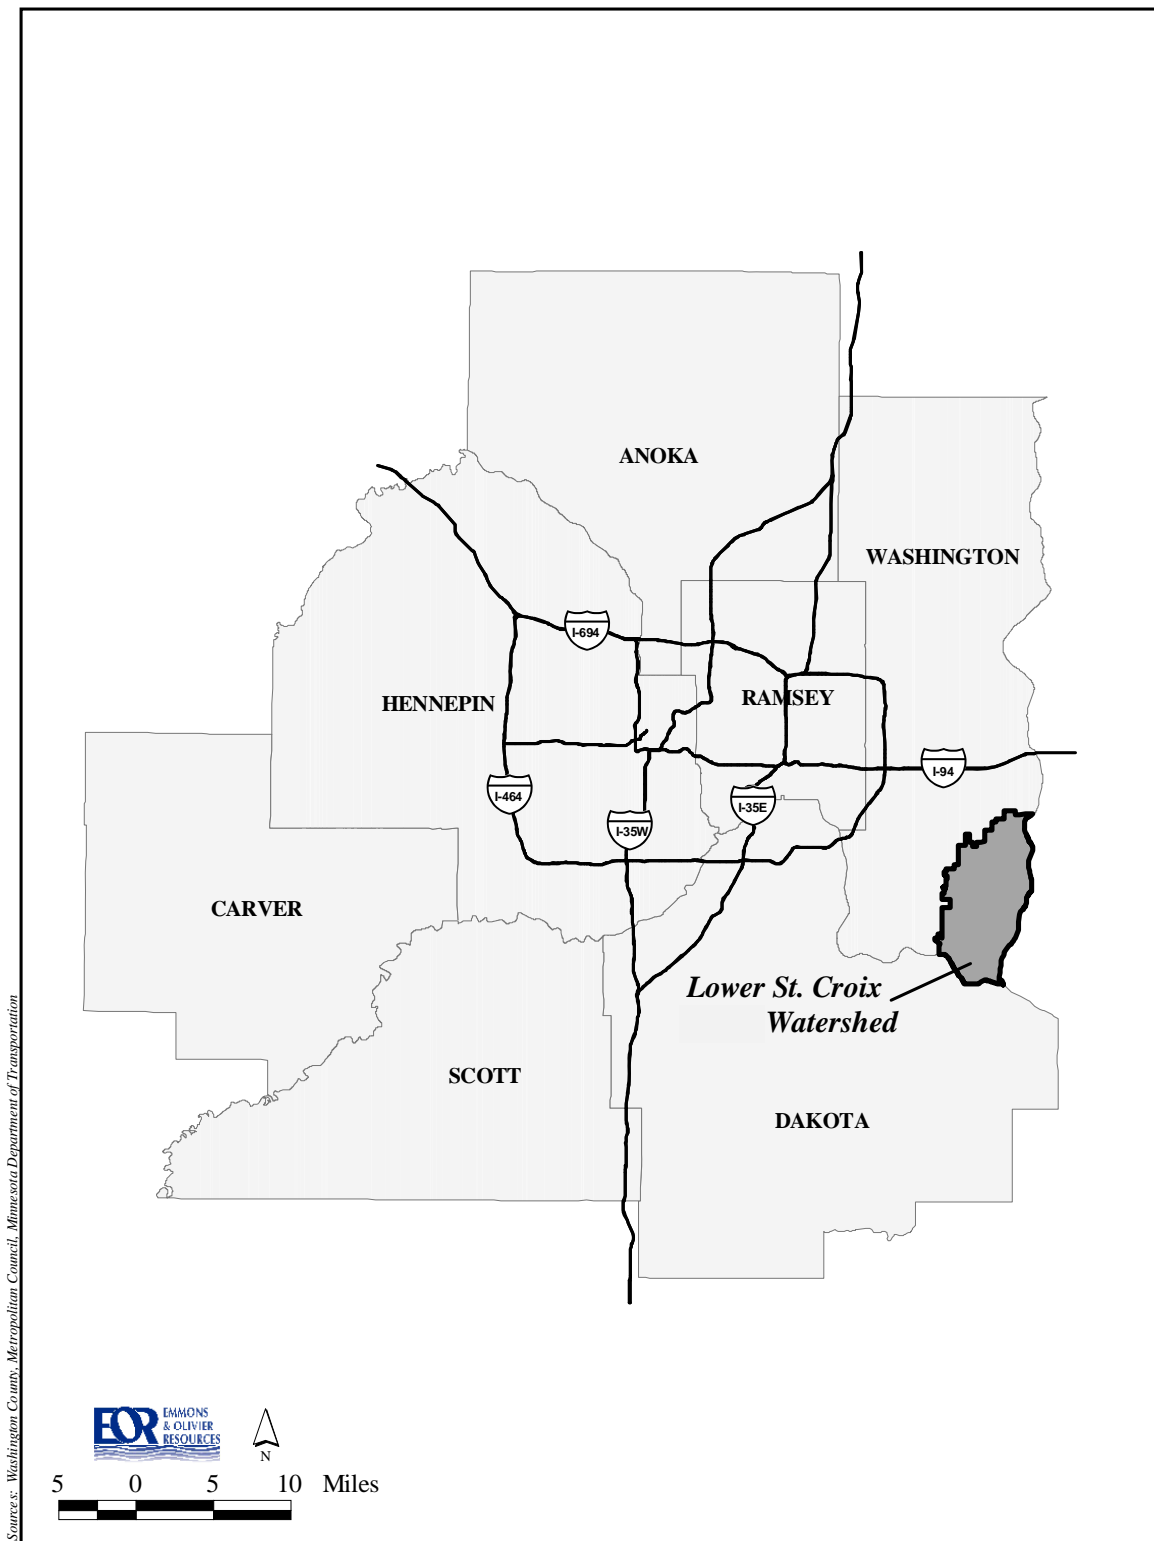 ANOKA
WASHINGTON
I-694
HENNEPIN
RAMSEY
I-94
I-464
I-35E
I-35W
CARVER
Lower St. Croix
Watershed
SCOTT
DAKOTA
Sources: Washington County, Metropolitan Council, Minnesota Department of Transportation
EOR EMMONS
& OLIVIER
RESOURCES
N
5 0 5 10 Miles